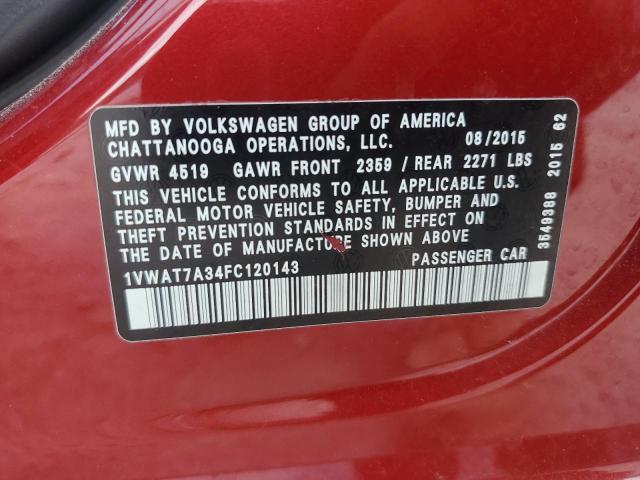 MFD BY VOLKSWAGEN GROUP OF AMERICA
CHATTANOOGA OPERATIONS, LLC. 08/2015
GVWR 4519 GAWR FRONT 2359 / REAR 2271 LBS
THIS VEHICLE CONFORMS TO ALL APPLICABLE U.S.
FEDERAL MOTOR VEHICLE SAFETY, BUMPER AND
THEFT PREVENTION STANDARDS IN EFFECT ON
THE DATE OF MANUFACTURE SHOWN ABOVE
1VWAT7A34FC120143 PASSENGER CAR
3649388 2015 62